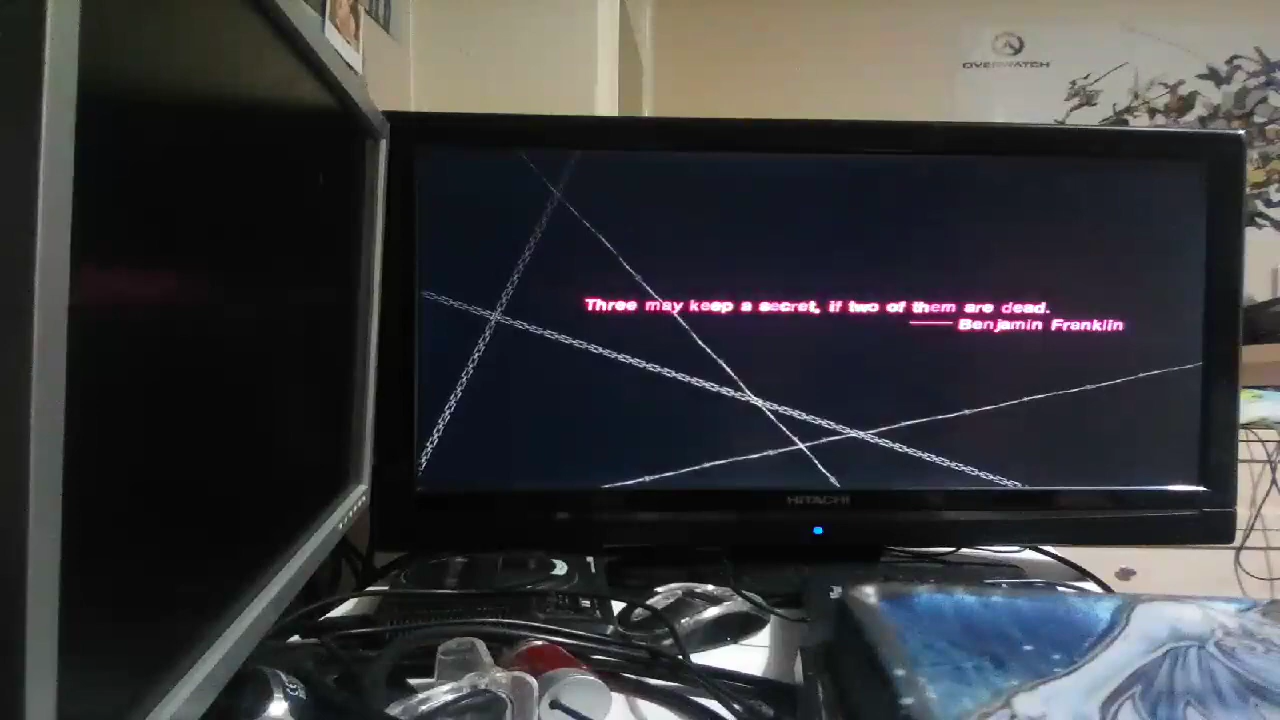 OVERWATCH
Three may keep a secret, if two of them are dead.
—— Benjamin Franklin
HITACHI